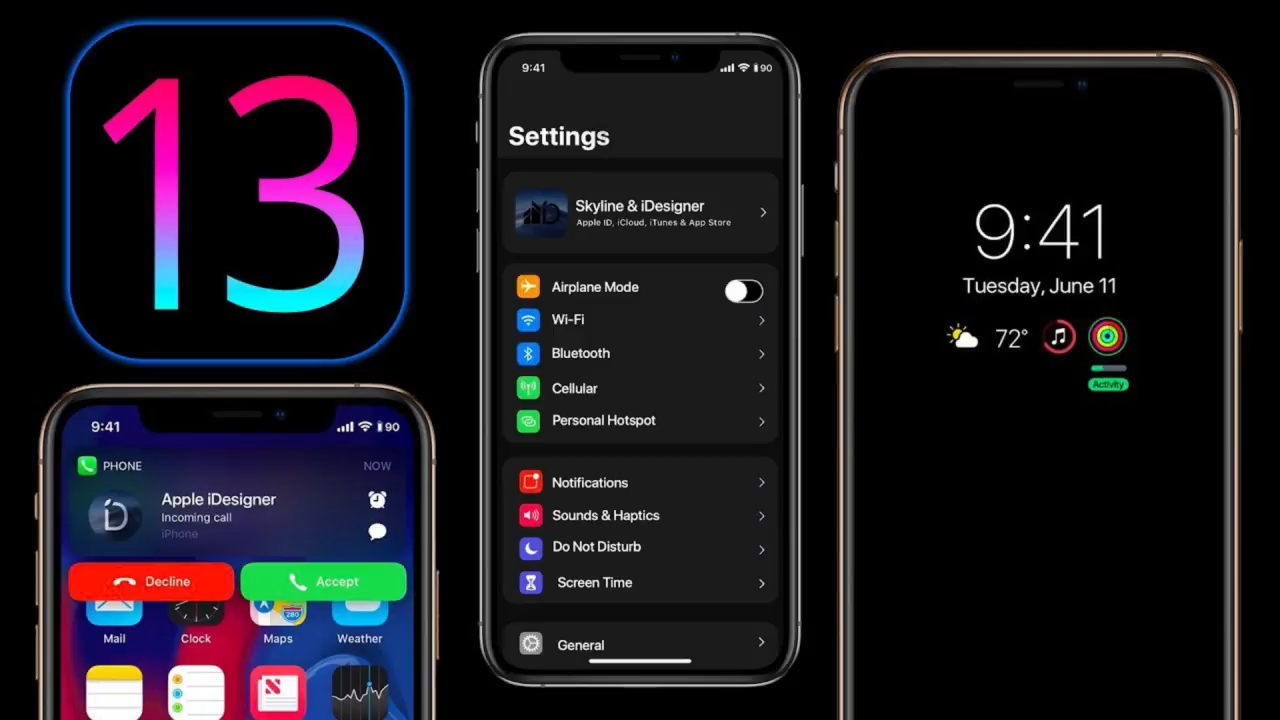 13
9:41
90
PHONE
NOW
Apple iDesigner
Incoming call
iPhone
Decline
Accept
Mail
Clock
Maps
Weather
280
9:41
90
Settings
Skyline & iDesigner
Apple ID, iCloud, iTunes & App Store
Airplane Mode
Wi-Fi
Bluetooth
Cellular
Personal Hotspot
Notifications
Sounds & Haptics
Do Not Disturb
Screen Time
General
9:41
Tuesday, June 11
72°
Activity